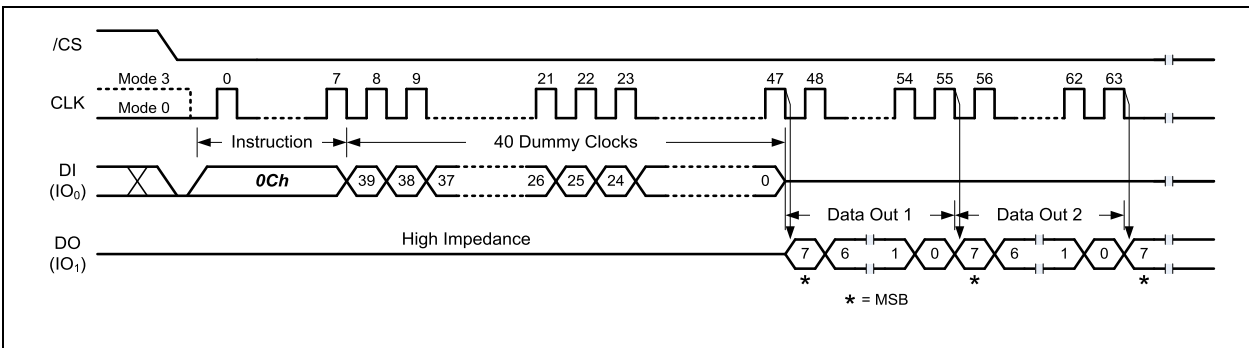 /CS
Mode 3 0 7 8 9 21 22 23 47 48 54 55 56 62 63
CLK
Mode 0
Instruction 40 Dummy Clocks
DI
(IO₀)
0Ch 39 38 37 26 25 24 0
Data Out 1 Data Out 2
DO
(IO₁)
High Impedance
7 6 1 0 7 6 1 0 7
* * *
* = MSB